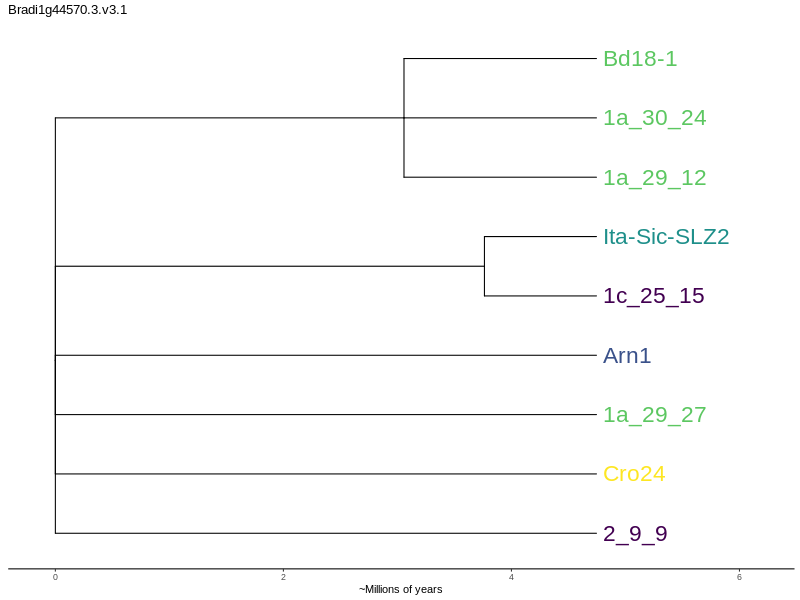 Bradi1g44570.3.v3.1
Bd18-1
1a_30_24
1a_29_12
Ita-Sic-SLZ2
1c_25_15
Arn1
1a_29_27
Cro24
2_9_9
0 2 4 6
~Millions of years